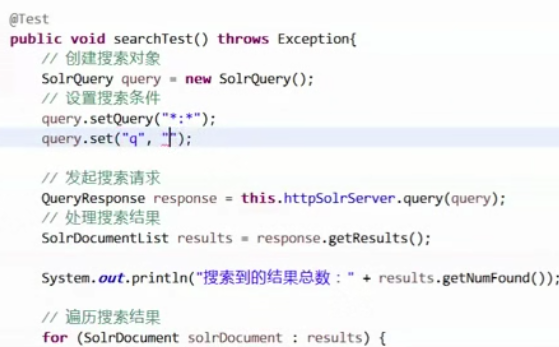 @Test
public void searchTest() throws Exception{
// 创建搜索对象
SolrQuery query = new SolrQuery();
// 设置搜索条件
query.setQuery("*:*");
query.set("q", "");
// 发起搜索请求
QueryResponse response = this.httpSolrServer.query(query);
// 处理搜索结果
SolrDocumentList results = response.getResults();
System.out.println("搜索到的结果总数：" + results.getNumFound());
// 遍历搜索结果
for (SolrDocument solrDocument : results) {